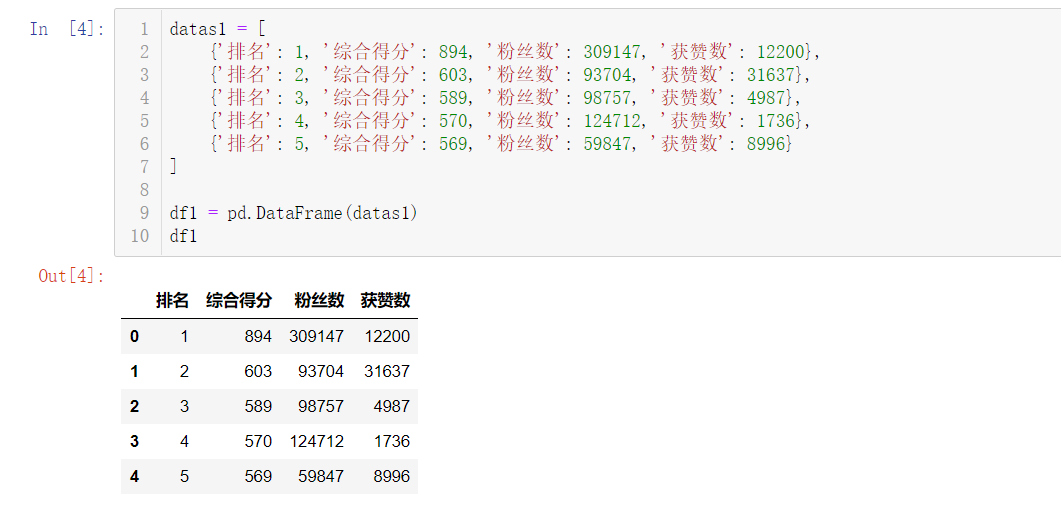 In [4]:
1 datas1 = [
2 {'排名': 1, '综合得分': 894, '粉丝数': 309147, '获赞数': 12200},
3 {'排名': 2, '综合得分': 603, '粉丝数': 93704, '获赞数': 31637},
4 {'排名': 3, '综合得分': 589, '粉丝数': 98757, '获赞数': 4987},
5 {'排名': 4, '综合得分': 570, '粉丝数': 124712, '获赞数': 1736},
6 {'排名': 5, '综合得分': 569, '粉丝数': 59847, '获赞数': 8996}
7 ]
8
9 df1 = pd.DataFrame(datas1)
10 df1
Out[4]:
排名 综合得分 粉丝数 获赞数
0 1 894 309147 12200
1 2 603 93704 31637
2 3 589 98757 4987
3 4 570 124712 1736
4 5 569 59847 8996